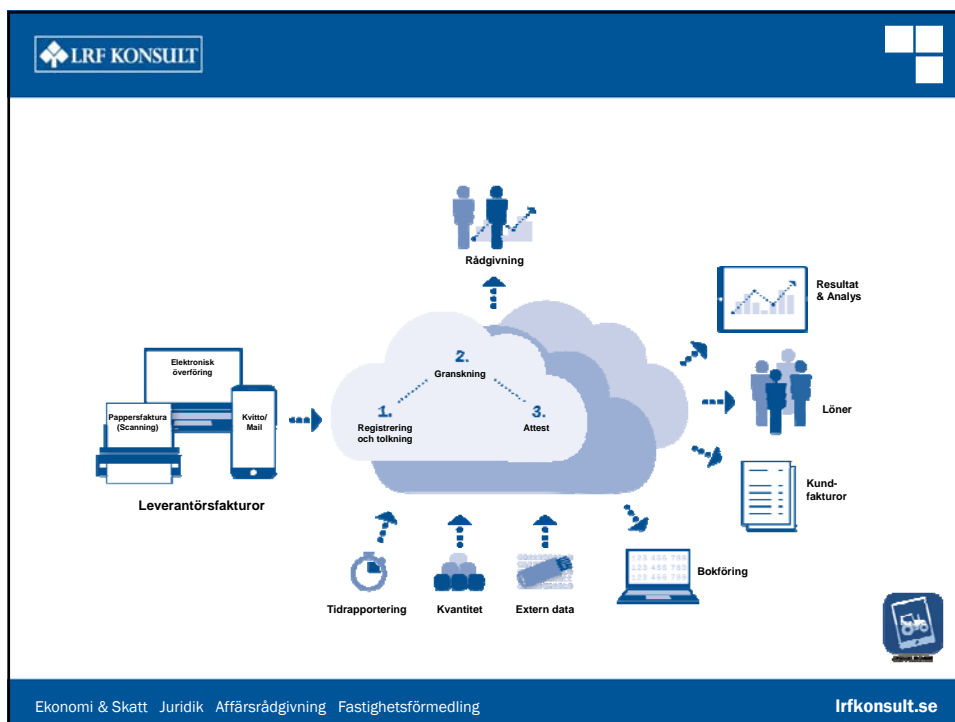 LRF KONSULT
Rådgivning
Resultat
& Analys
Elektronisk
överföring
2.
Granskning
Pappersfaktura
(Scanning)
Kvitto/
Mail
1.
Registrering
och tolkning
3.
Attest
Löner
Leverantörsfakturor
Kund-
fakturor
Bokföring
123 456 789
123 456 789
123 456 789
Tidrapportering
Kvantitet
Extern data
Ekonomi & Skatt Juridik Affärsrådgivning Fastighetsförmedling
lrfkonsult.se